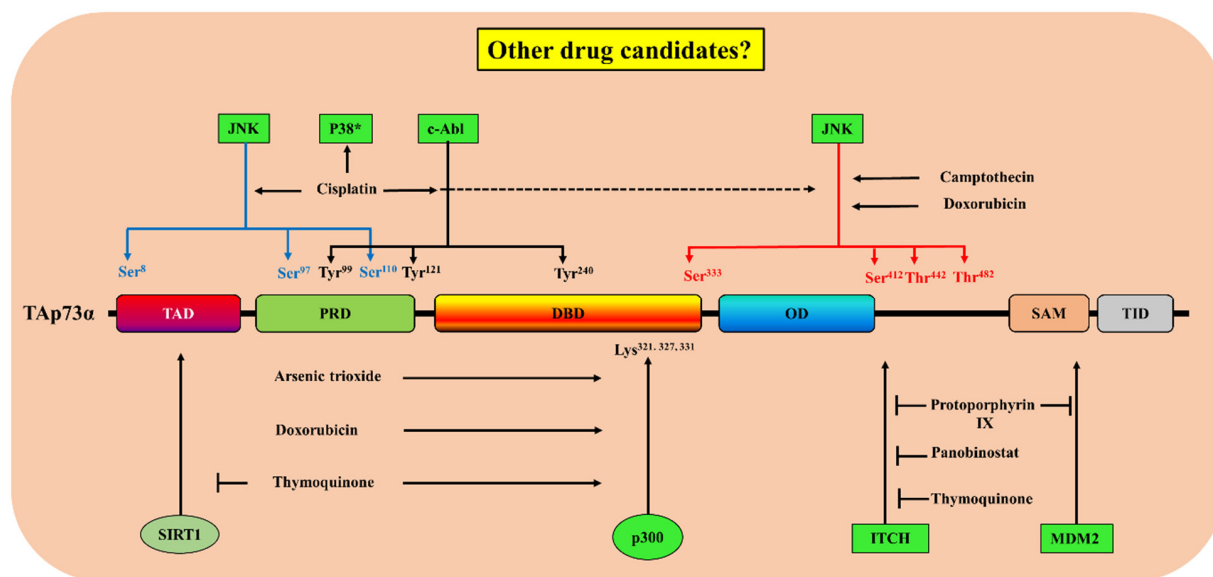 Other drug candidates?
JNK
P38*
c-Abl
JNK
Cisplatin
Camptothecin
Doxorubicin
Ser8
Ser97
Tyr99
Ser110
Tyr121
Tyr240
Ser333
Ser412
Thr442
Thr482
TAp73α
TAD
PRD
DBD
OD
SAM
TID
Lys321, 327, 331
Arsenic trioxide
Doxorubicin
Thymoquinone
Protoporphyrin
IX
Panobinostat
Thymoquinone
SIRT1
p300
ITCH
MDM2